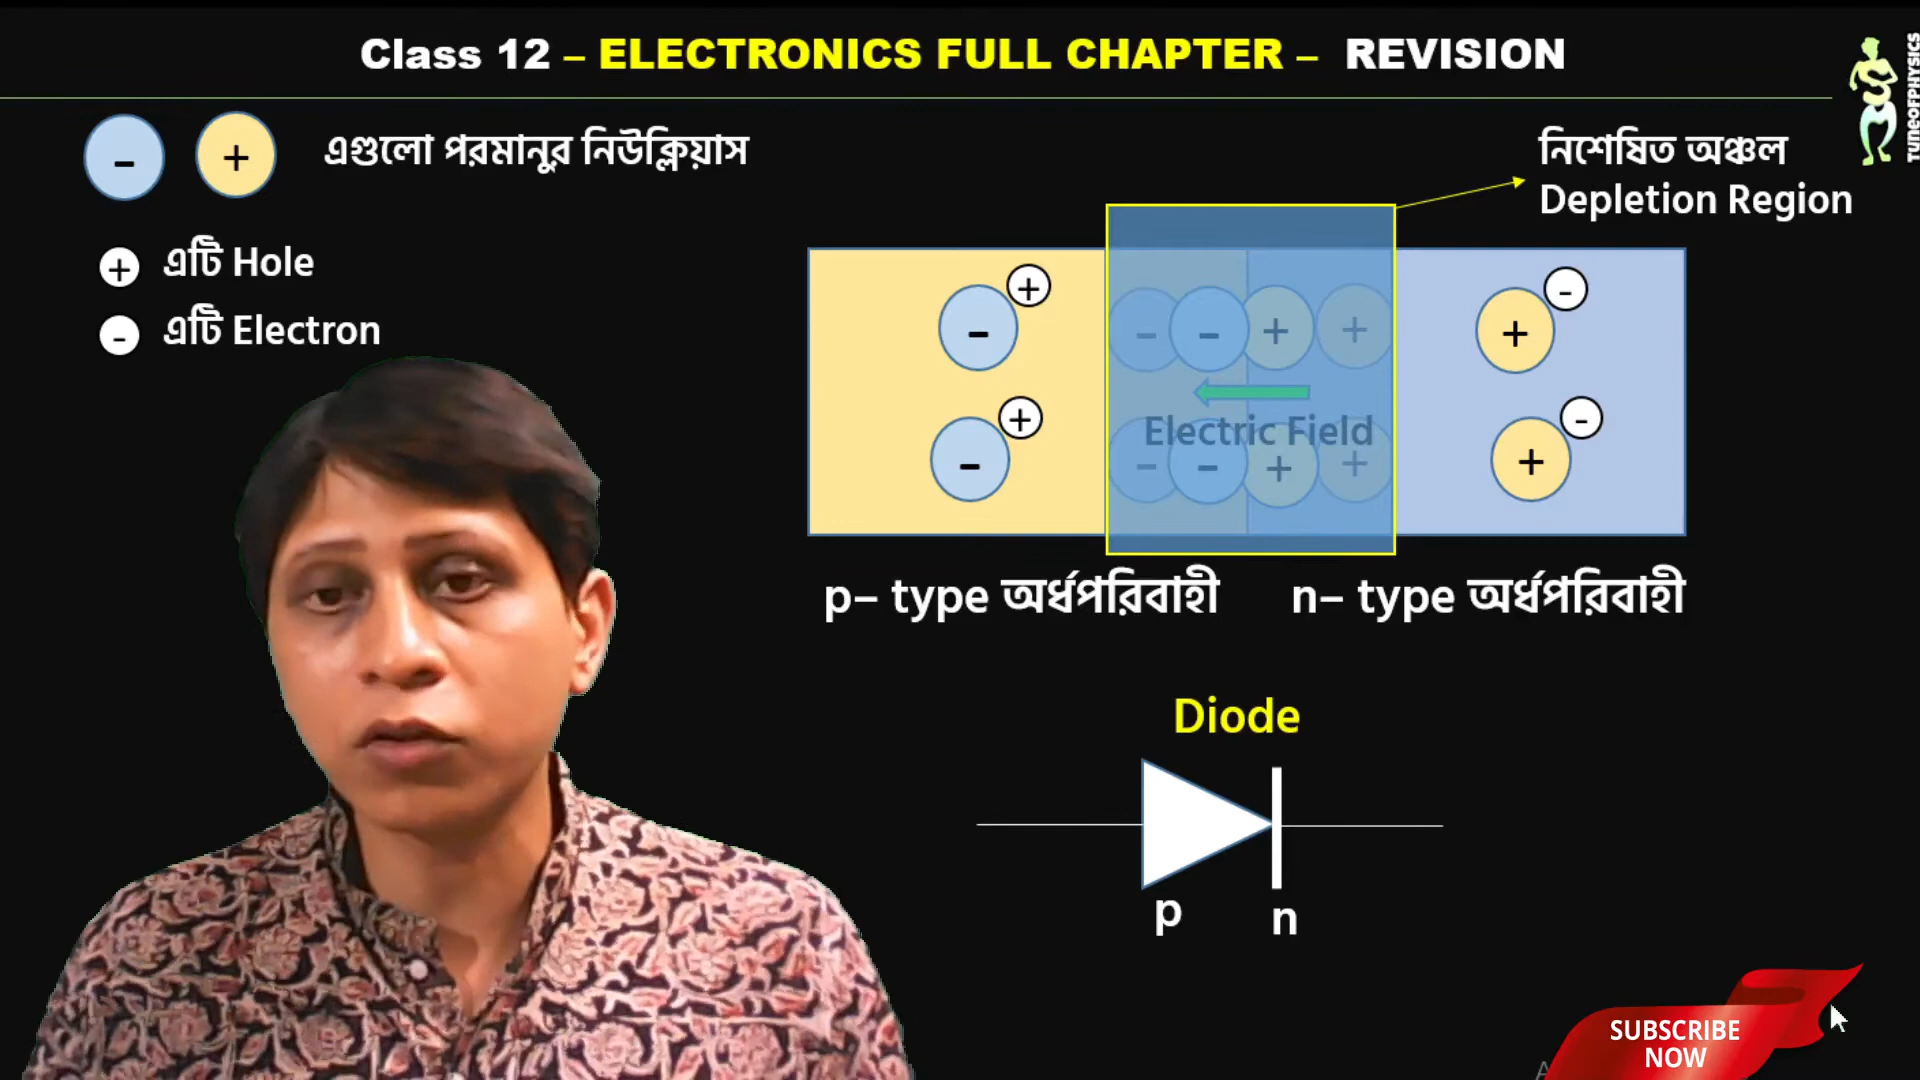 Class 12 – ELECTRONICS FULL CHAPTER – REVISION
TUNEOFPHYSICS
- + এগুলো পরমানুর নিউক্লিয়াস
+ এটি Hole
- এটি Electron
নিশেষিত অঞ্চল
Depletion Region
- + - - + + + -
Electric Field
- + - - + + + -
p– type অর্ধপরিবাহী n– type অর্ধপরিবাহী
Diode
p n
SUBSCRIBE
NOW